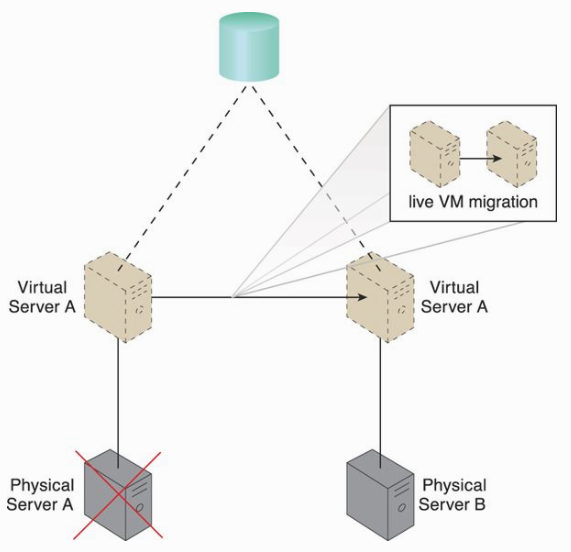 live VM migration
Virtual
Server A
Virtual
Server A
Physical
Server A
Physical
Server B